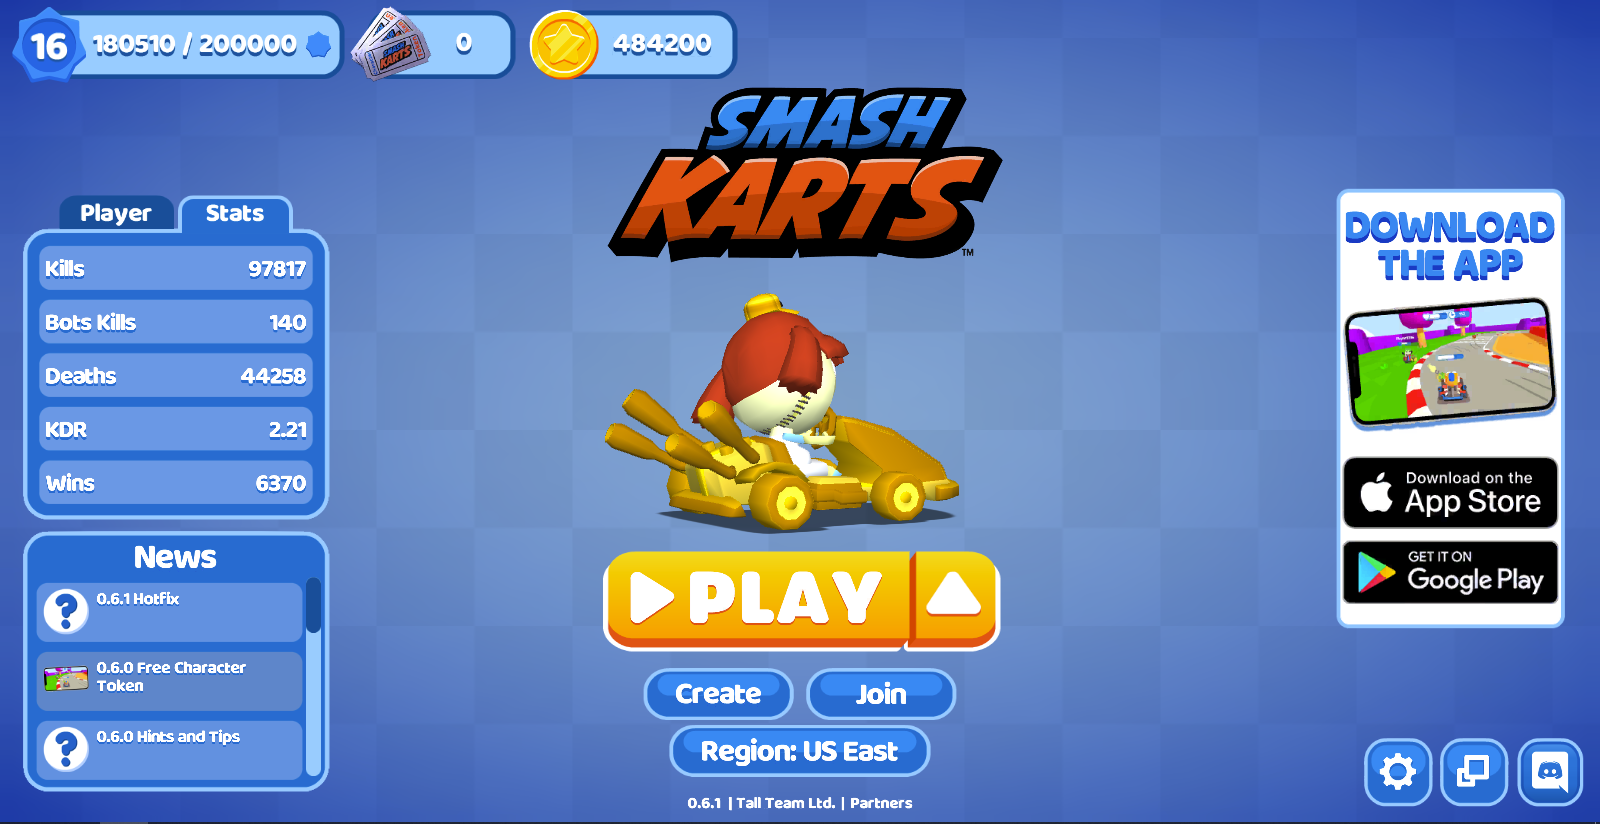 16
180510 / 200000
SMASH
KARTS
0
484200
SMASH
KARTS
TM
Player
Stats
Kills 97817
Bots Kills 140
Deaths 44258
KDR 2.21
Wins 6370
News
0.6.1 Hotfix
0.6.0 Free Character
Token
0.6.0 Hints and Tips
PLAY
Create
Join
Region: US East
0.6.1 | Tall Team Ltd. | Partners
DOWNLOAD
THE APP
Download on the
App Store
GET IT ON
Google Play